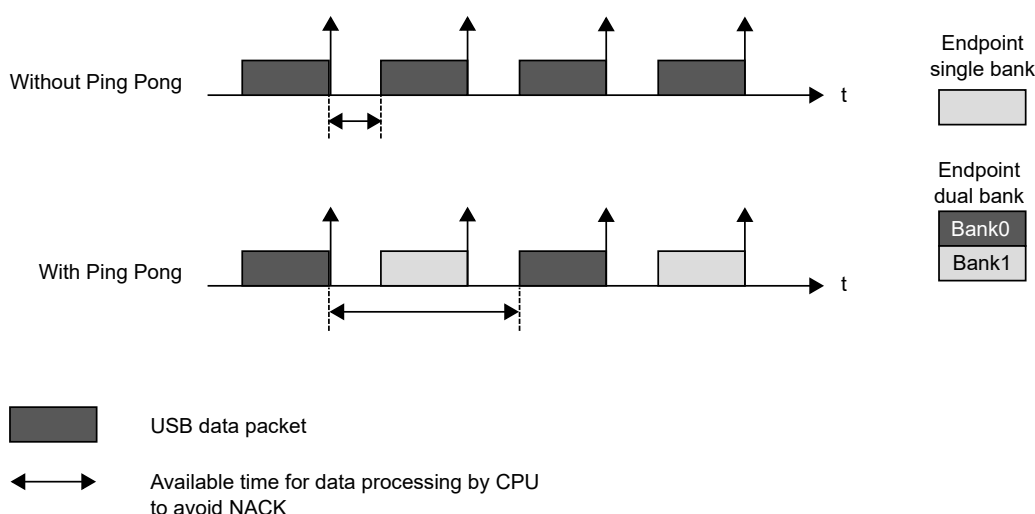 Without Ping Pong
t
Endpoint
single bank
Endpoint
dual bank
Bank0
Bank1
With Ping Pong
t
USB data packet
Available time for data processing by CPU
to avoid NACK